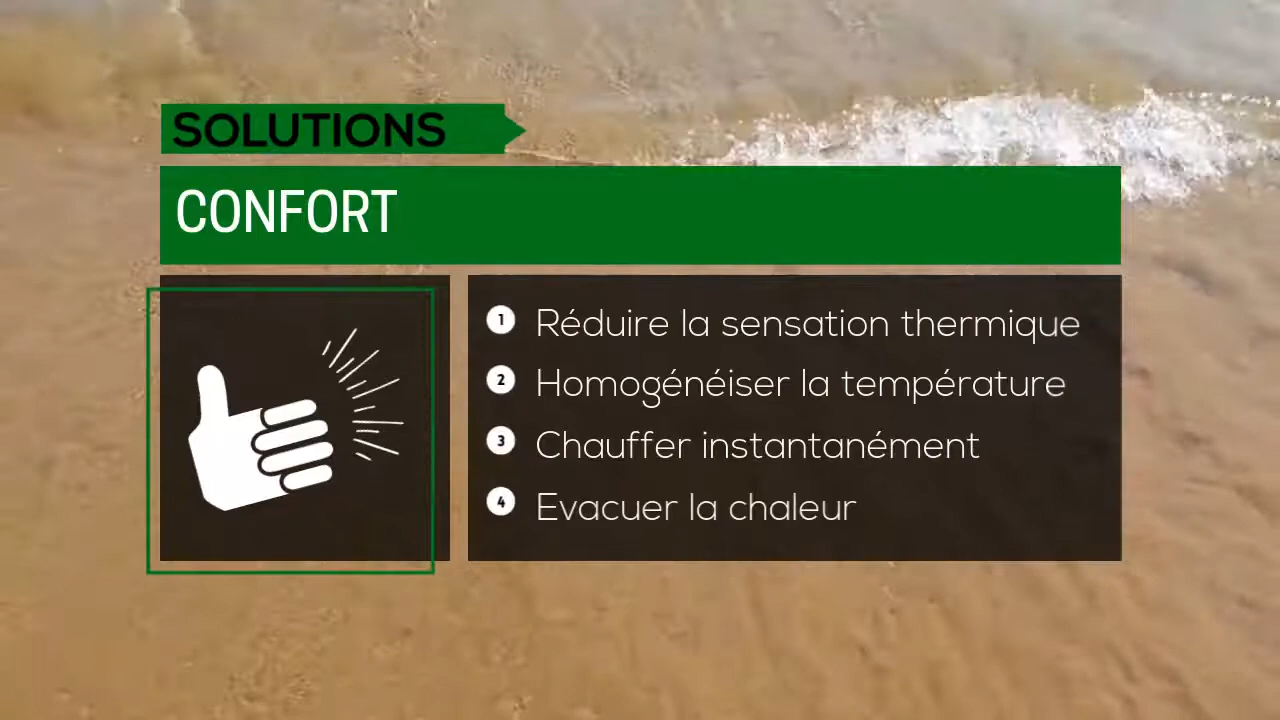 SOLUTIONS
CONFORT
1 Réduire la sensation thermique
2 Homogénéiser la température
3 Chauffer instantanément
4 Evacuer la chaleur